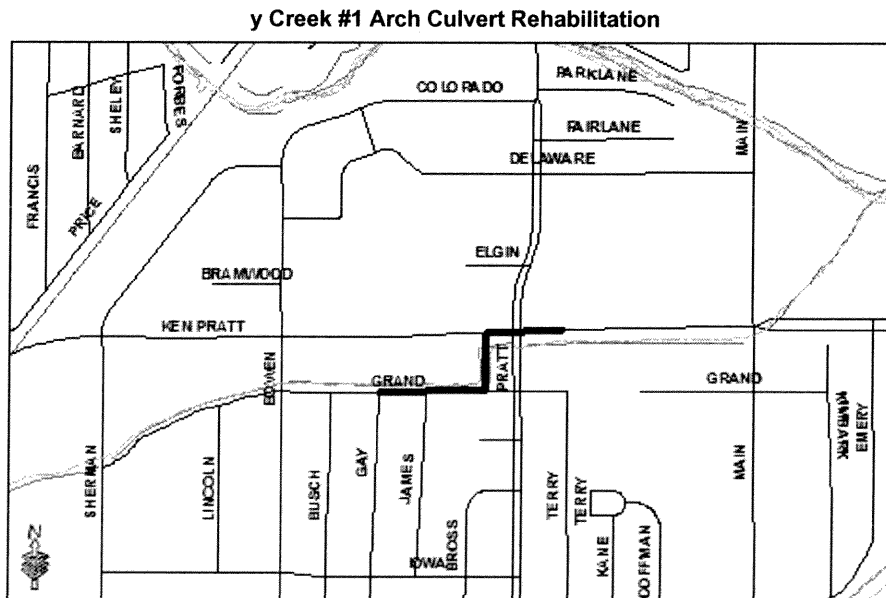 y Creek #1 Arch Culvert Rehabilitation
COLORADO
PARKLANE
FORBES
BARNARD
SHELEY
FAIRLANE
MAIN
DELAWARE
FRANCIS
PRICE
ELGIN
BRAMWOOD
KEN PRATT
PRATT
BOWEN
GRAND
GRAND
KIMBARK
EMERY
SHERMAN
LINCOLN
BUSCH
GAY
JAMES
TERRY
TERRY
MAIN
BROSS
IOWA
KANE
COFFMAN
N